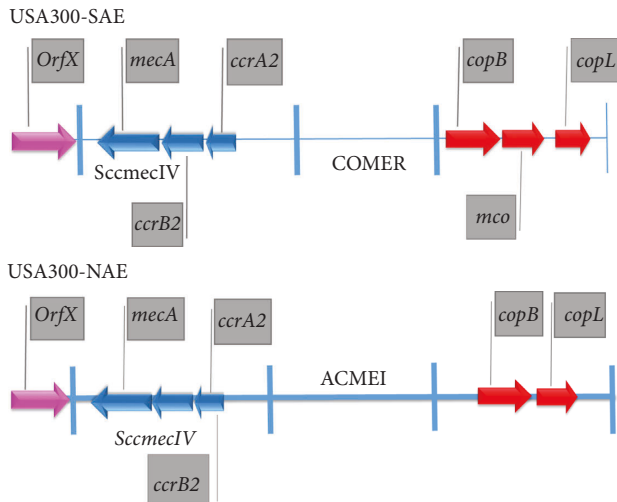 USA300-SAE
OrfX mecA ccrA2 copB copL
SccmecIV COMER
ccrB2 mco
USA300-NAE
OrfX mecA ccrA2 copB copL
ACMEI
SccmecIV
ccrB2